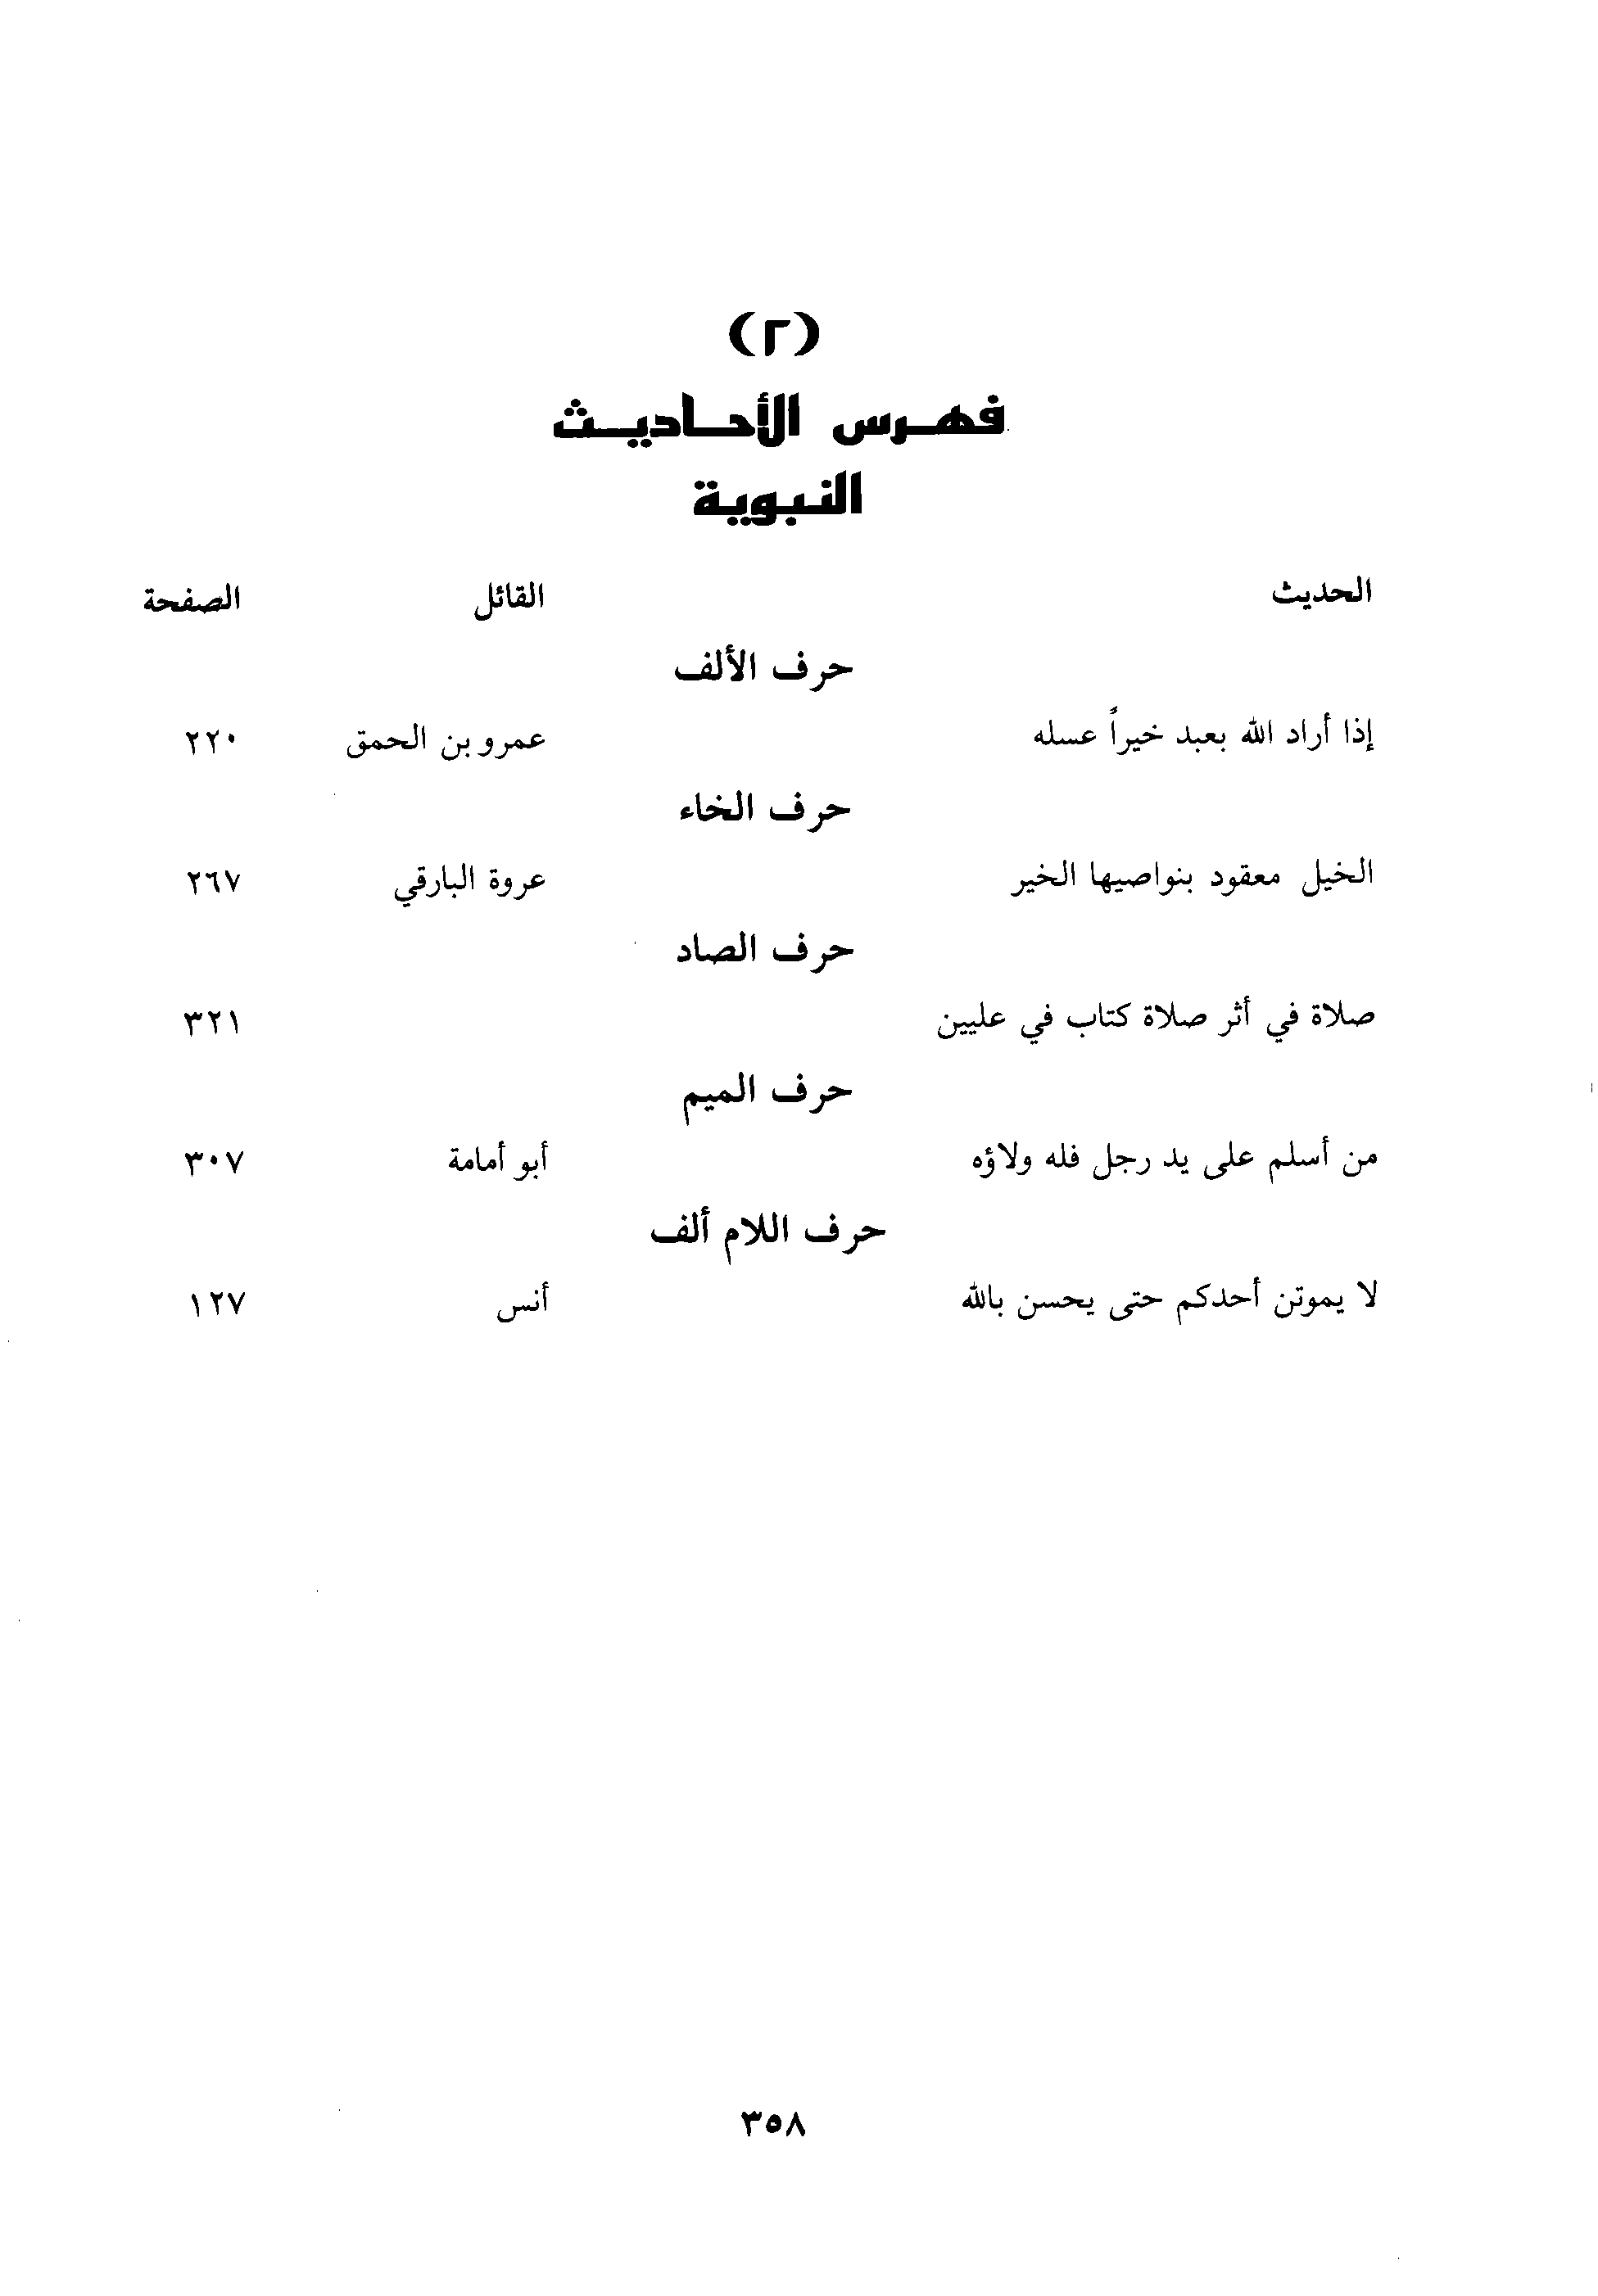 (٢)
فهرس الأحاديث
النبوية
الحديث القائل الصفحة
حرف الألف
إذا أراد الله بعبد خيراً عسله عمرو بن الحمق ٢٢٠
حرف الخاء
الخيل معقود بنواصيها الخير عروة البارقي ٢٦٧
حرف الصاد
صلاة في أثر صلاة كتاب في عليين ٣٢١
حرف الميم
من أسلم على يد رجل فله ولاؤه أبو أمامة ٣٠٧
حرف اللام ألف
لا يموتن أحدكم حتى يحسن بالله أنس ١٢٧
٣٥٨